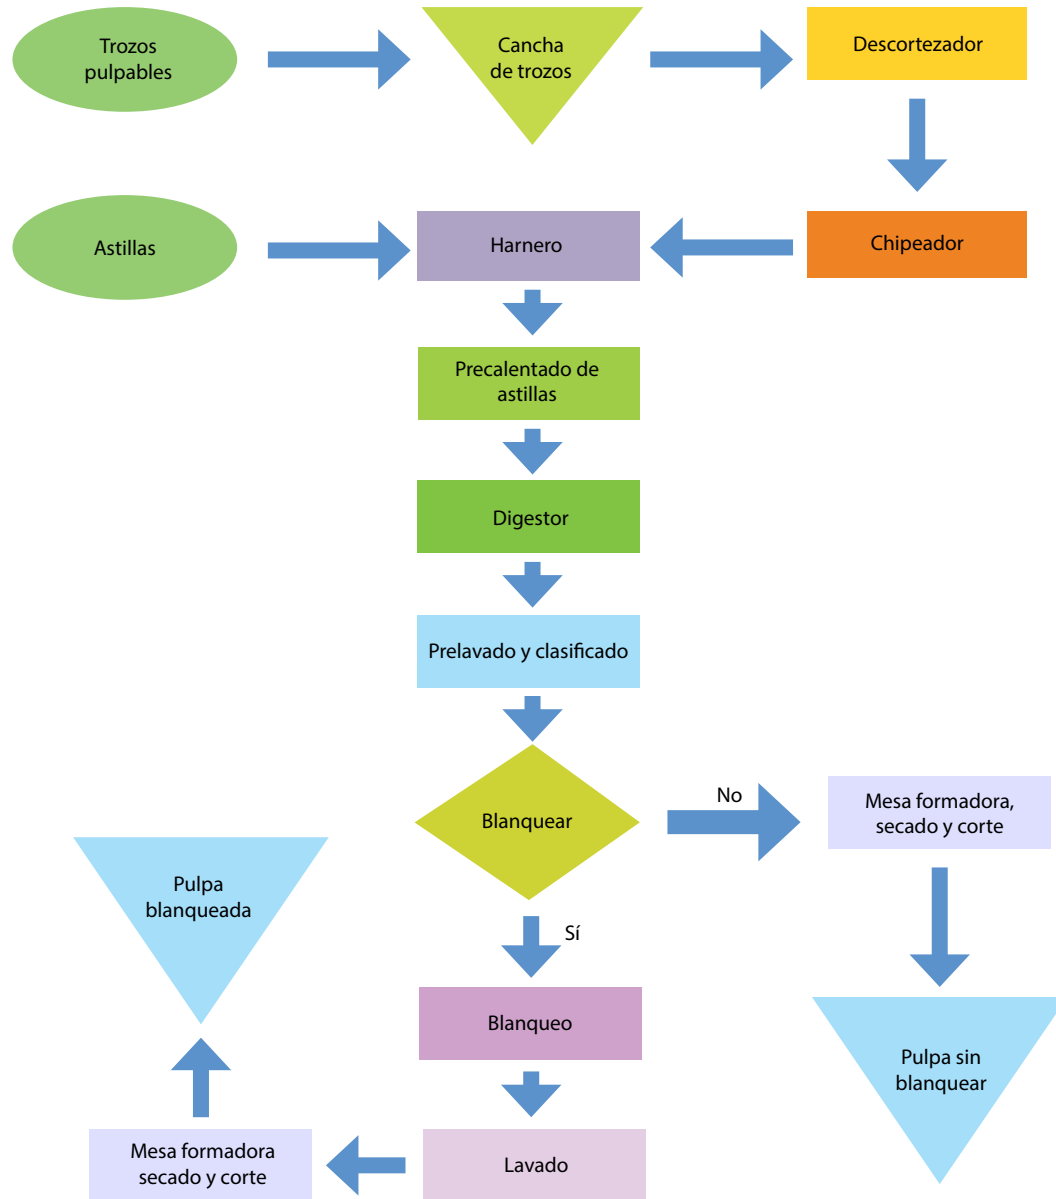 Trozos
pulpables
Cancha
de trozos
Descortezador
Astillas
Harnero
Chipeador
Precalentado de
astillas
Digestor
Prelavado y clasificado
Blanquear
No
Mesa formadora,
secado y corte
Pulpa
blanqueada
Sí
Blanqueo
Pulpa sin
blanquear
Mesa formadora
secado y corte
Lavado